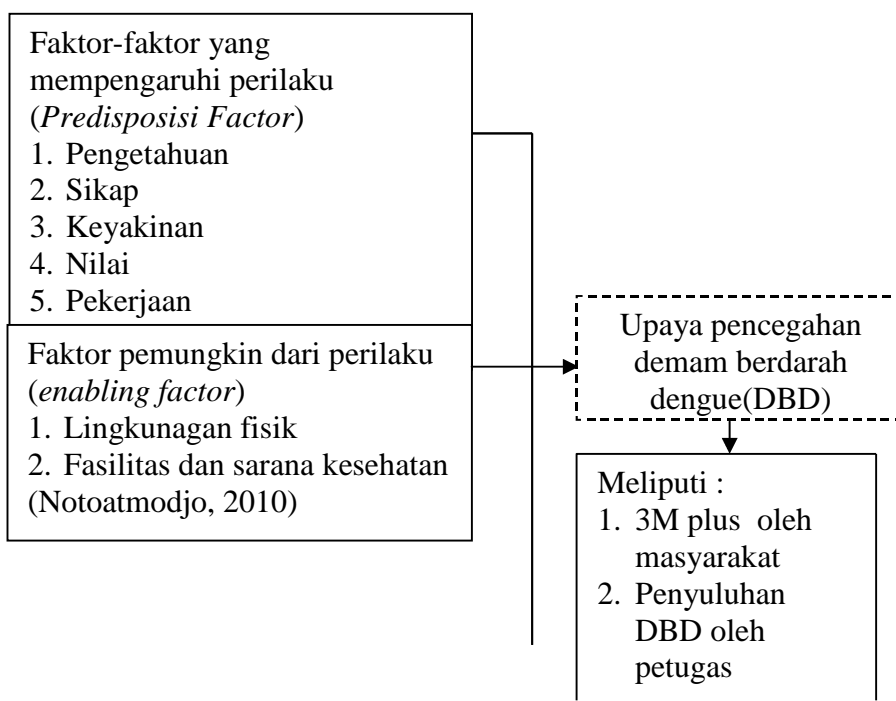 Faktor-faktor yang
mempengaruhi perilaku
(Predisposisi Factor)
1. Pengetahuan
2. Sikap
3. Keyakinan
4. Nilai
5. Pekerjaan
Faktor pemungkin dari perilaku
(enabling factor)
1. Lingkunagan fisik
2. Fasilitas dan sarana kesehatan
(Notoatmodjo, 2010)
Upaya pencegahan
demam berdarah
dengue(DBD)
Meliputi :
1. 3M plus oleh
masyarakat
2. Penyuluhan
DBD oleh
petugas